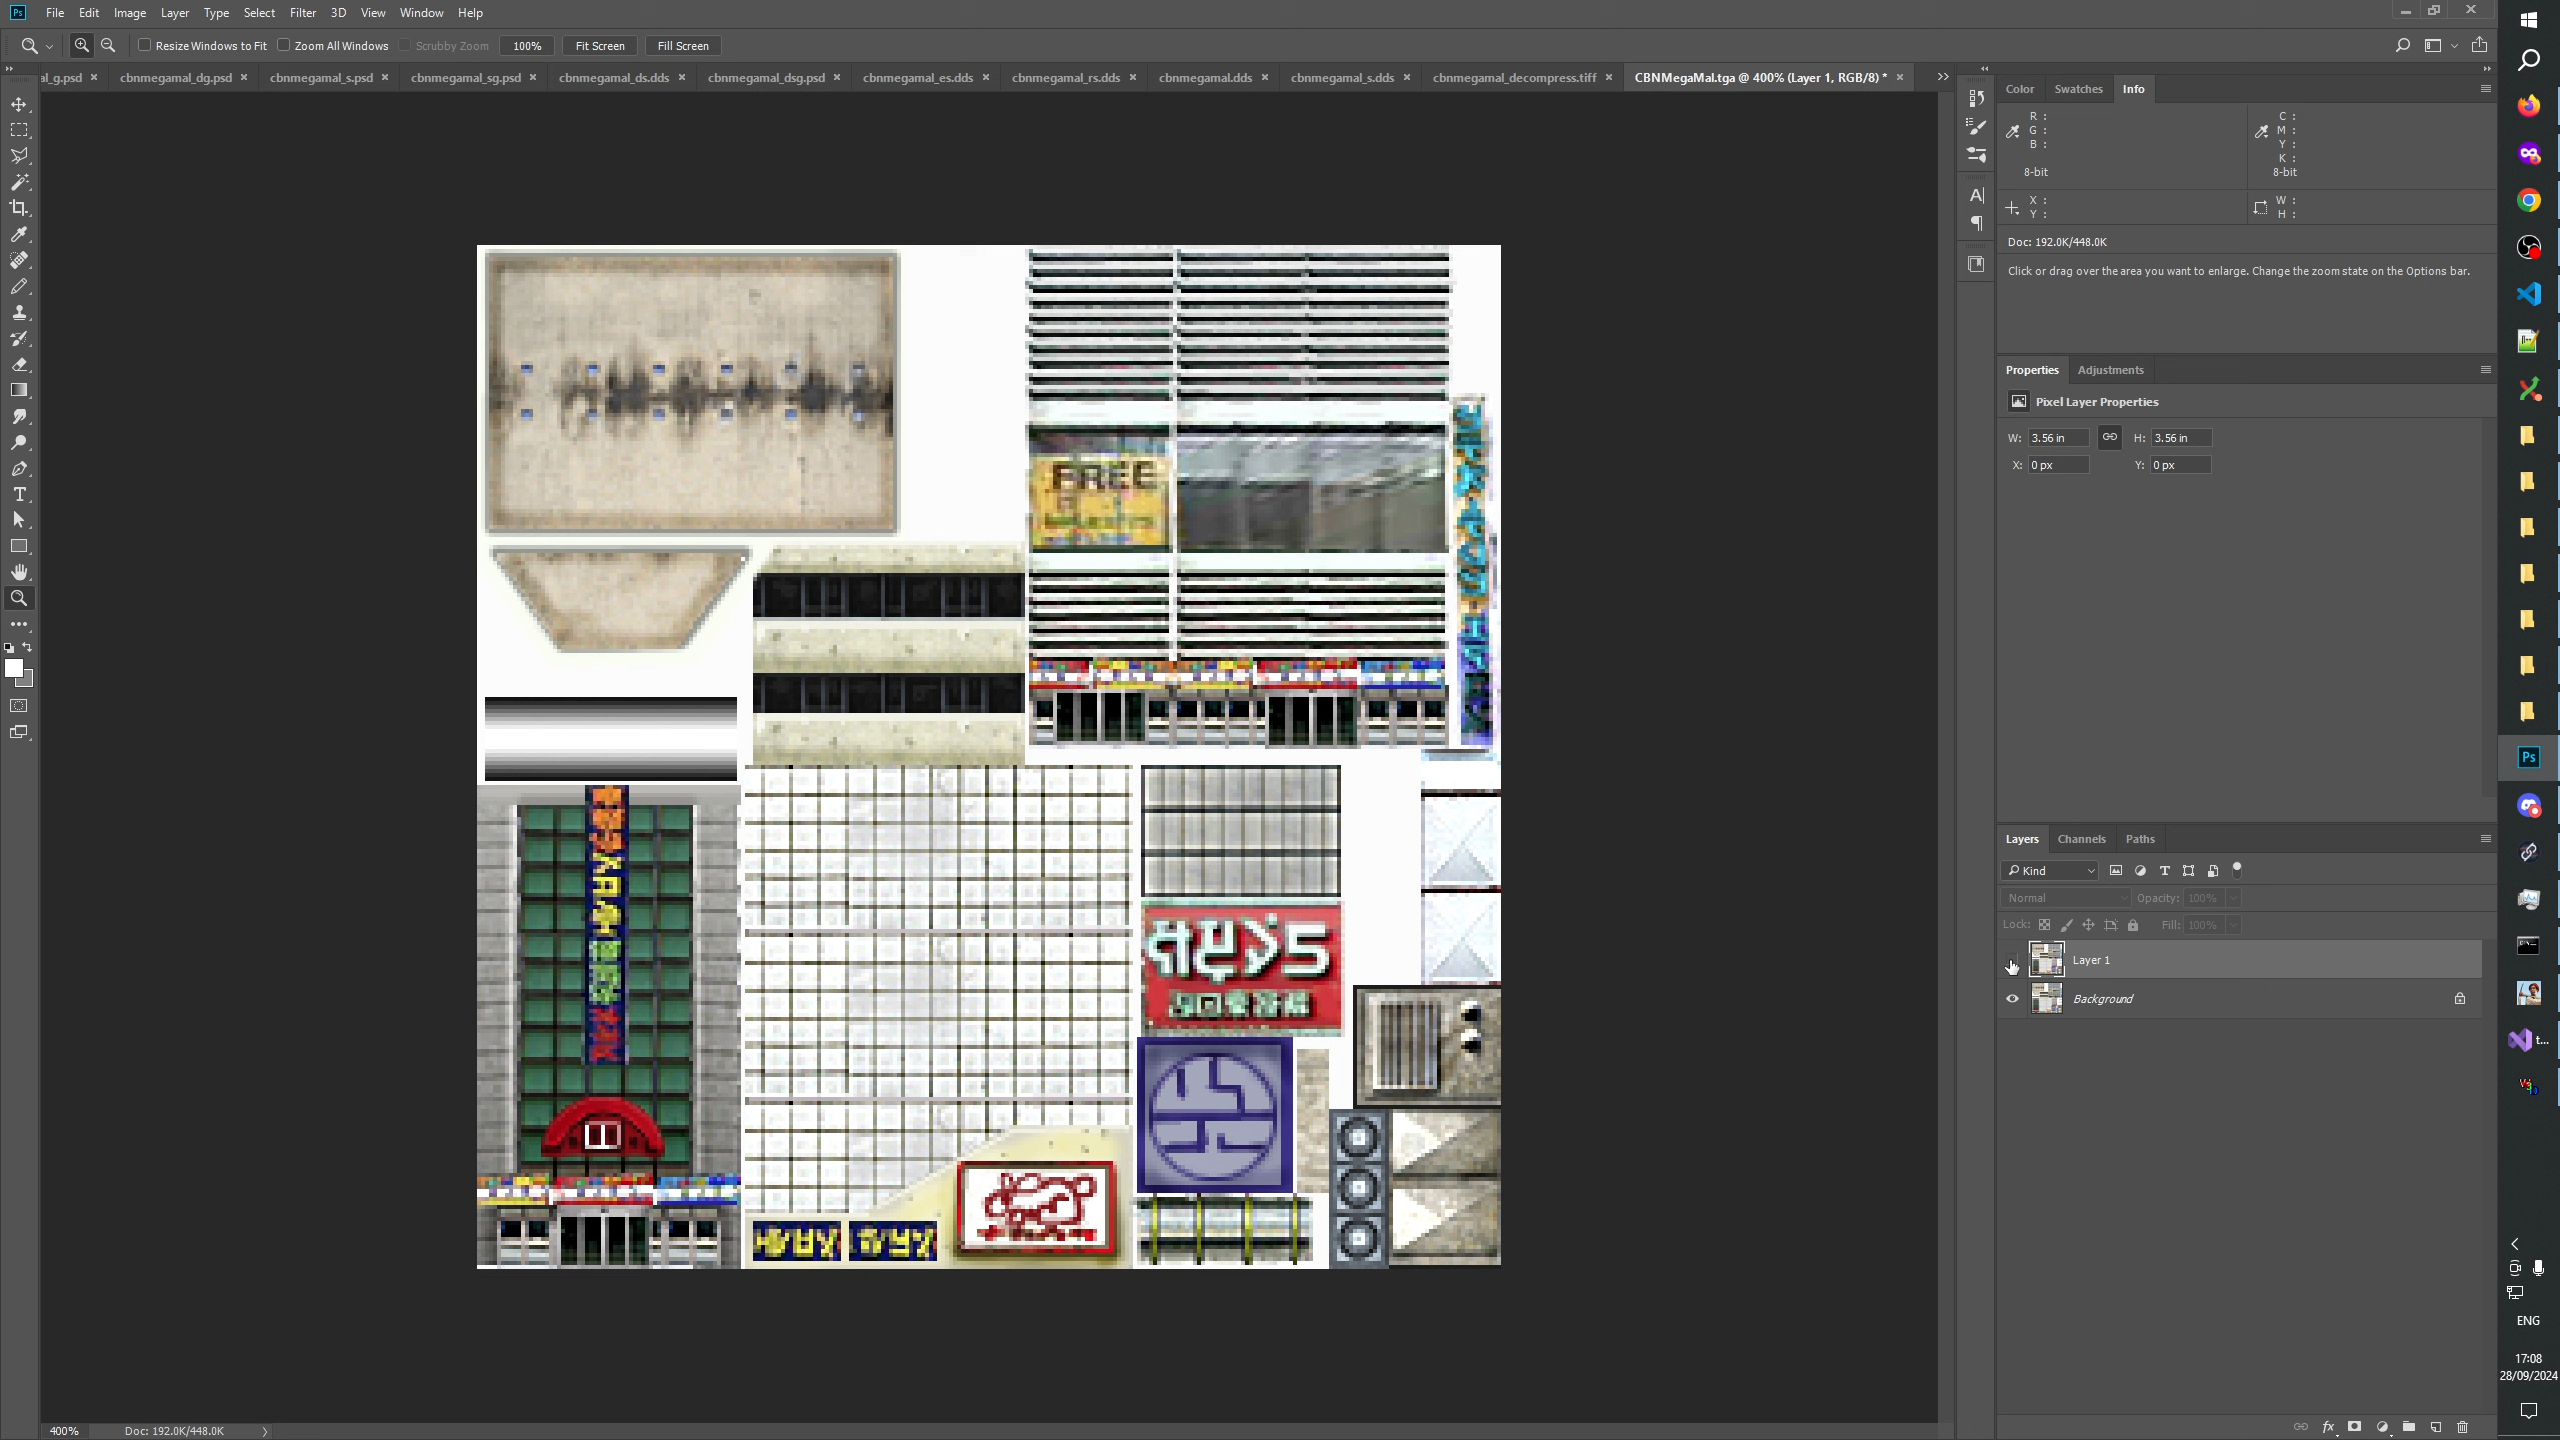 File Edit Image Layer Type Select Filter 3D View Window Help
Resize Windows to Fit Zoom All Windows Scrubby Zoom 100% Fit Screen Fill Screen
al_g.psd × cbnmegamal_dg.psd × cbnmegamal_s.psd × cbnmegamal_sg.psd × cbnmegamal_ds.dds × cbnmegamal_dsg.psd × cbnmegamal_es.dds × cbnmegamal_rs.dds × cbnmegamal.dds × cbnmegamal_s.dds × cbnmegamal_decompress.tiff × CBNMegaMal.tga @ 400% (Layer 1, RGB/8) * ×
Color Swatches Info
R :
G :
B :
8-bit
C :
M :
Y :
K :
8-bit
X :
Y :
W :
H :
Doc: 192.0K/448.0K
Click or drag over the area you want to enlarge. Change the zoom state on the Options bar.
Properties Adjustments
Pixel Layer Properties
W: 3.56 in H: 3.56 in
X: 0 px Y: 0 px
FREE
Layers Channels Paths
Kind
Normal Opacity: 100%
Lock: Fill: 100%
Layer 1
Background
ENG
17:08
28/09/2024
400% Doc: 192.0K/448.0K